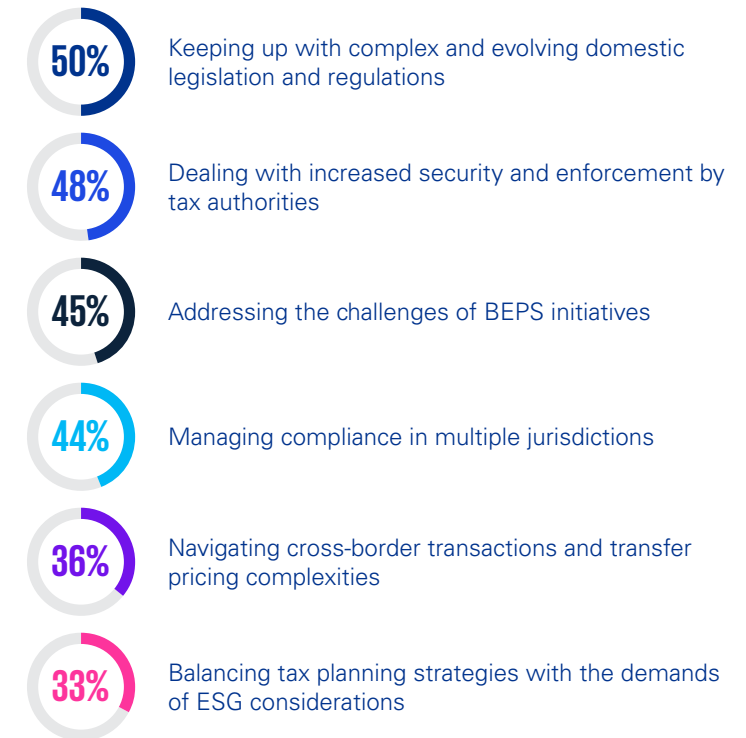 50%
Keeping up with complex and evolving domestic
legislation and regulations
48%
Dealing with increased security and enforcement by
tax authorities
45%
Addressing the challenges of BEPS initiatives
44%
Managing compliance in multiple jurisdictions
36%
Navigating cross-border transactions and transfer
pricing complexities
33%
Balancing tax planning strategies with the demands
of ESG considerations